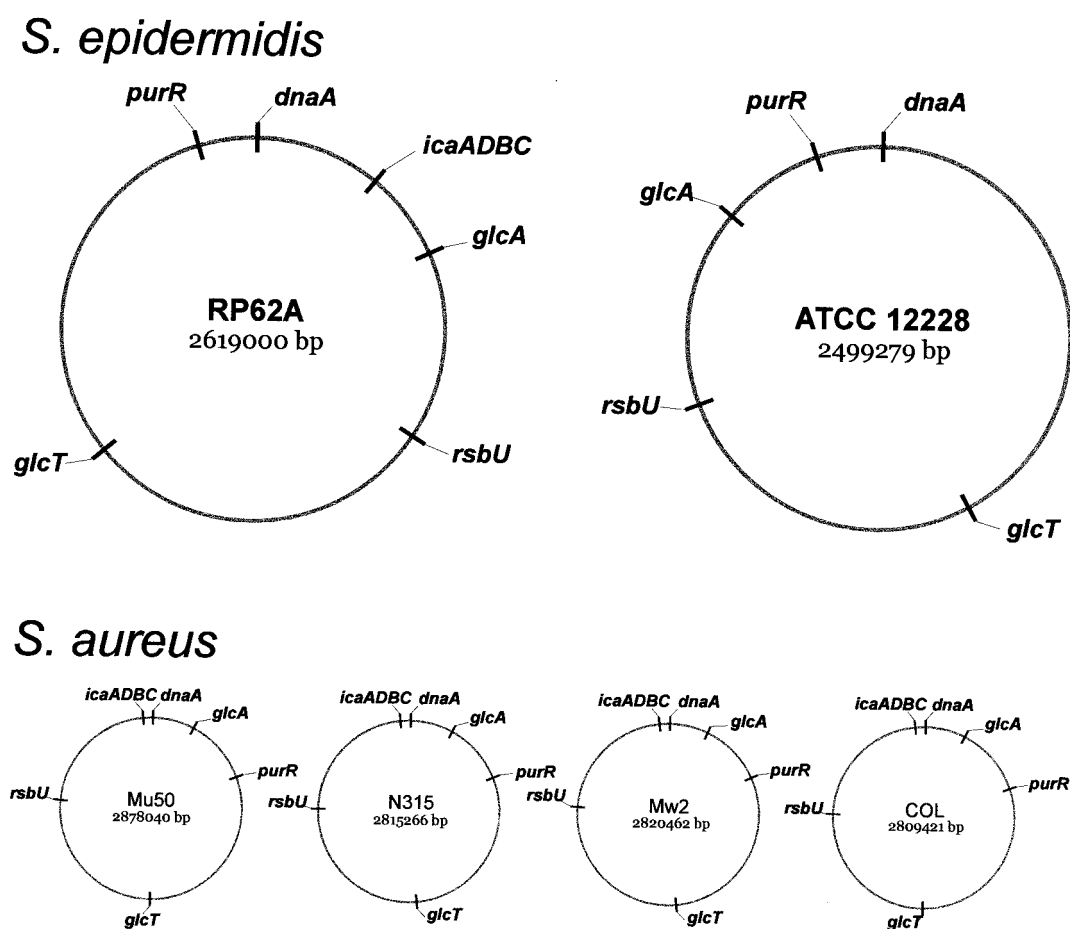 S. epidermidis
purR
dnaA
icaADBC
glcA
RP62A
2619000 bp
glcT
rsbU
purR
dnaA
glcA
ATCC 12228
2499279 bp
rsbU
glcT
S. aureus
icaADBC dnaA
glcA
purR
rsbU
Mu50
2878040 bp
glcT
icaADBC dnaA
glcA
purR
rsbU
N315
2815266 bp
glcT
icaADBC dnaA
glcA
purR
rsbU
Mw2
2820462 bp
glcT
icaADBC dnaA
glcA
purR
rsbU
COL
2809421 bp
glcT